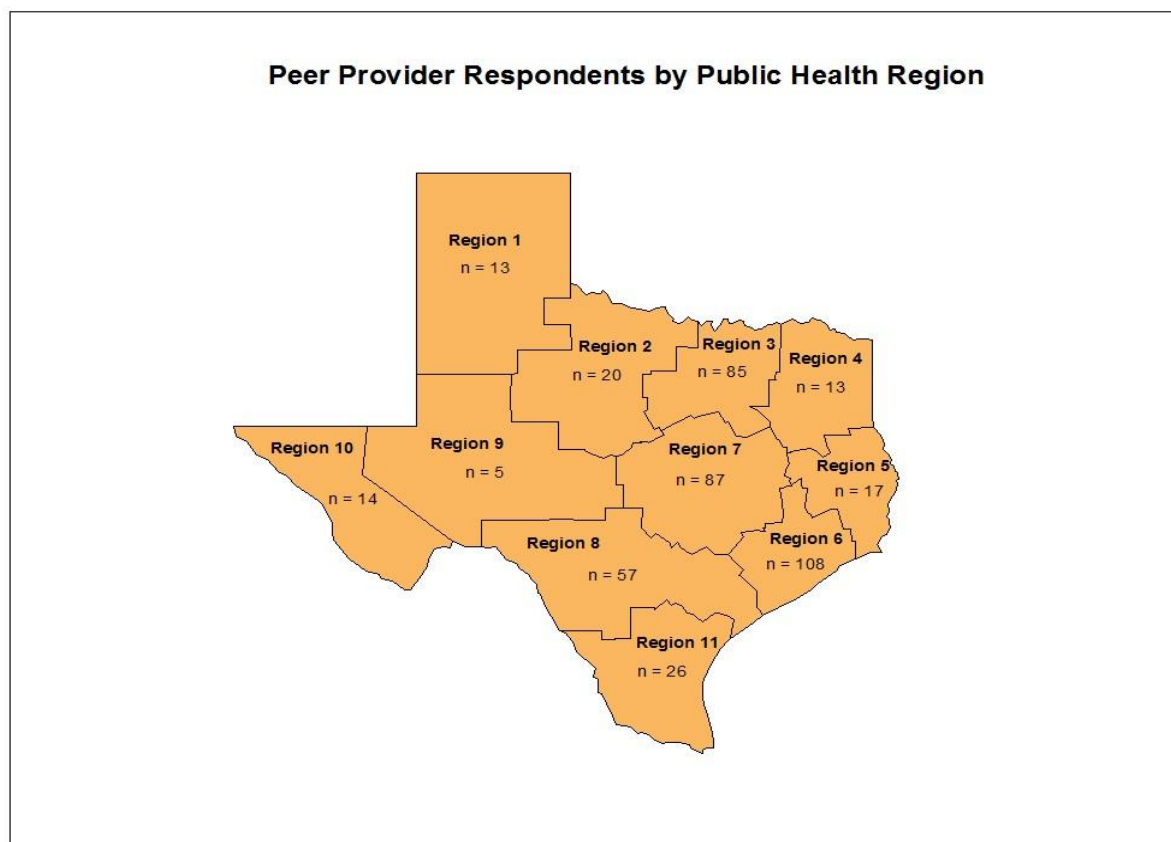 Peer Provider Respondents by Public Health Region
Region 1
n = 13
Region 2
n = 20
Region 3
n = 85
Region 4
n = 13
Region 10
n = 14
Region 9
n = 5
Region 7
n = 87
Region 5
n = 17
Region 8
n = 57
Region 6
n = 108
Region 11
n = 26